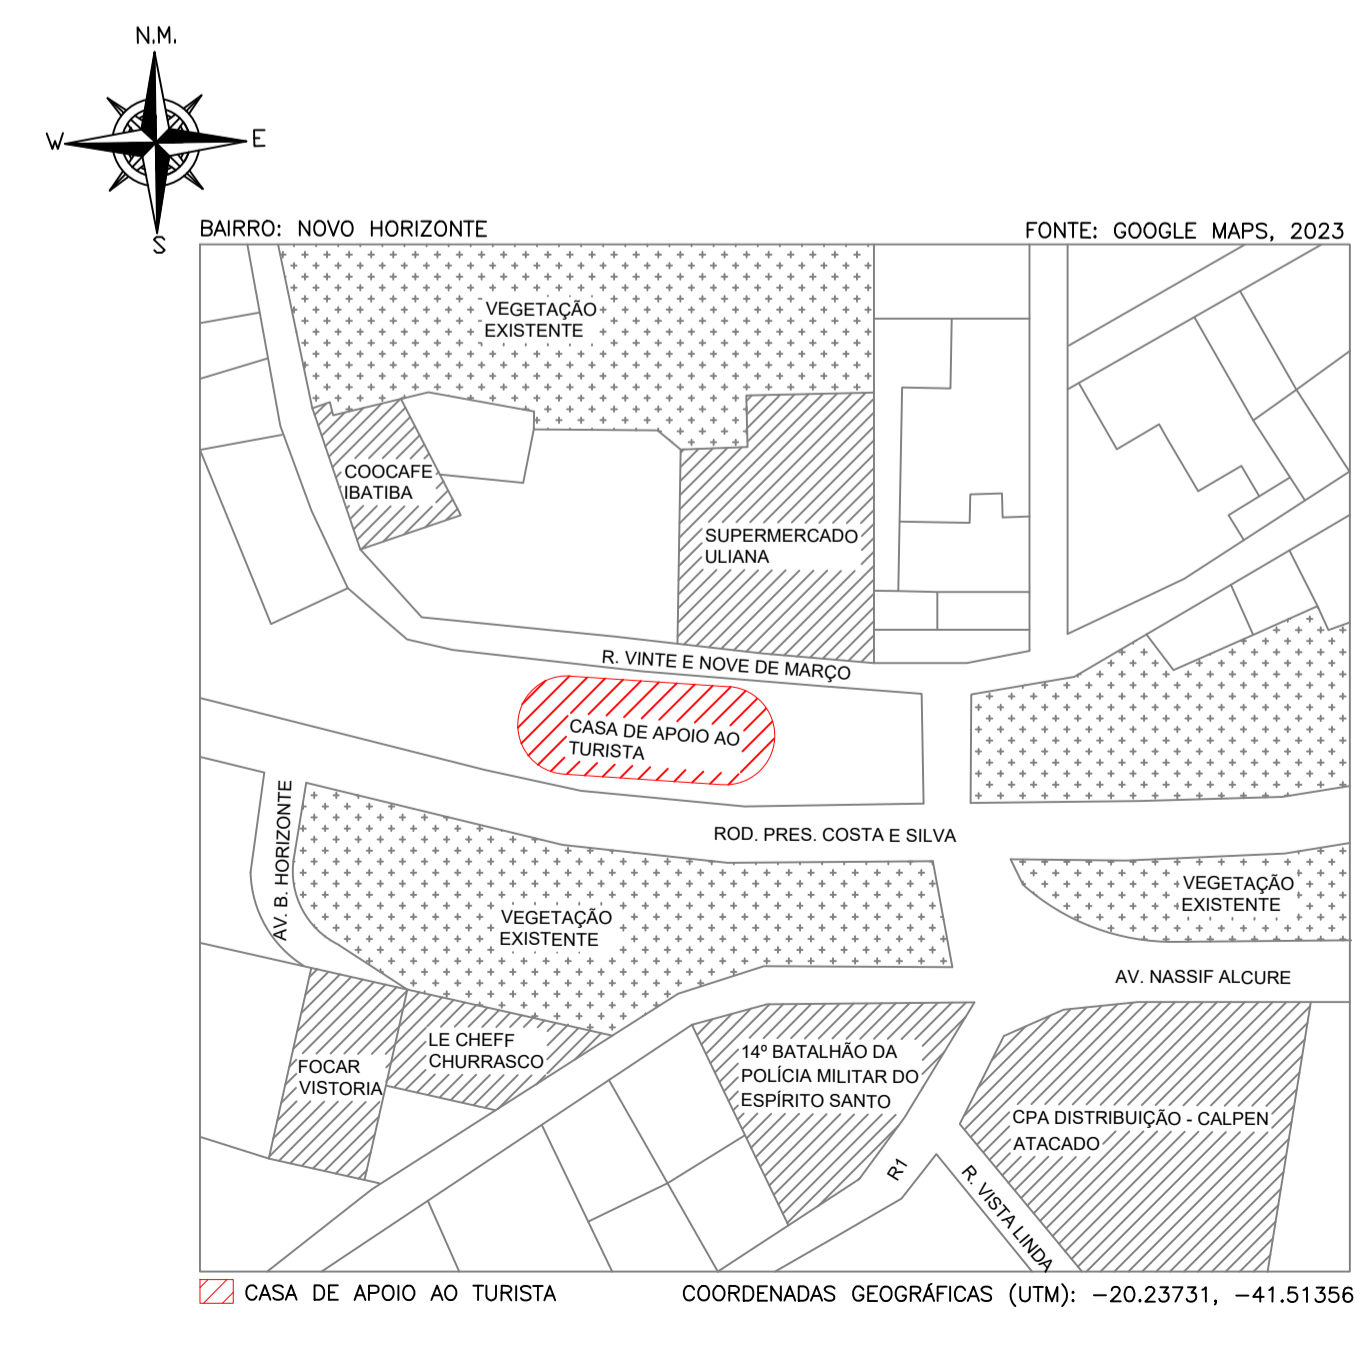 N.M.
W
E
S
BAIRRO: NOVO HORIZONTE
FONTE: GOOGLE MAPS, 2023
VEGETAÇÃO
EXISTENTE
COOCAFE
IBATIBA
SUPERMERCADO
ULIANA
R. VINTE E NOVE DE MARÇO
CASA DE APOIO AO
TURISTA
AV. B. HORIZONTE
ROD. PRES. COSTA E SILVA
VEGETAÇÃO
EXISTENTE
VEGETAÇÃO
EXISTENTE
AV. NASSIF ALCURE
LE CHEFF
CHURRASCO
FOCAR
VISTORIA
14º BATALHÃO DA
POLÍCIA MILITAR DO
ESPÍRITO SANTO
CPA DISTRIBUIÇÃO - CALPEN
ATACADO
R1
R. VISTA LINDA
CASA DE APOIO AO TURISTA
COORDENADAS GEOGRÁFICAS (UTM): -20.23731, -41.51356